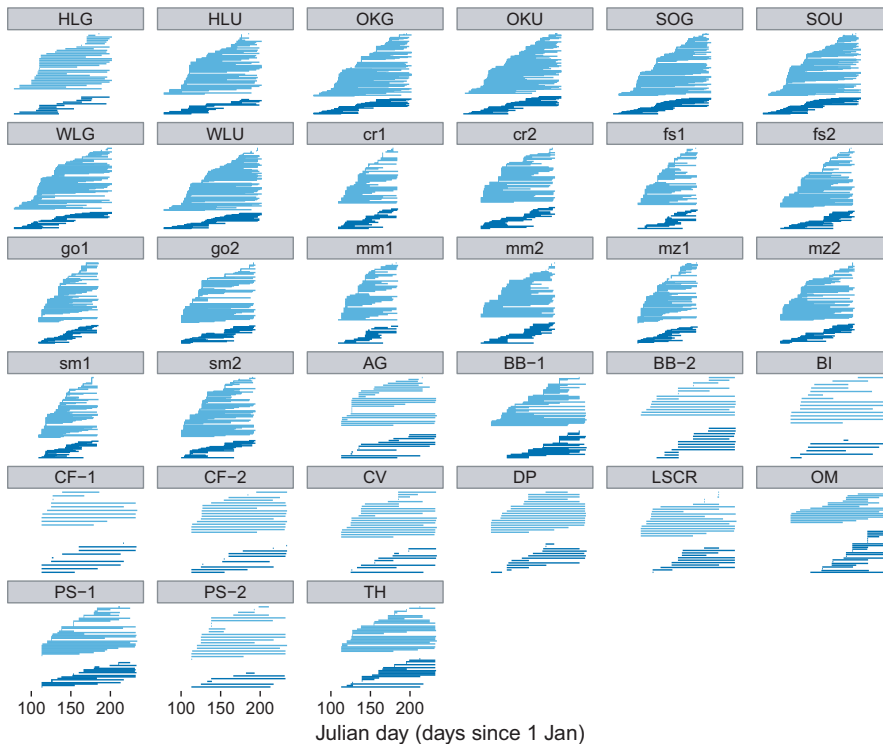 HLG HLU OKG OKU SOG SOU
WLG WLU cr1 cr2 fs1 fs2
go1 go2 mm1 mm2 mz1 mz2
sm1 sm2 AG BB−1 BB−2 BI
CF−1 CF−2 CV DP LSCR OM
PS−1 PS−2 TH
100 150 200 100 150 200 100 150 200
Julian day (days since 1 Jan)